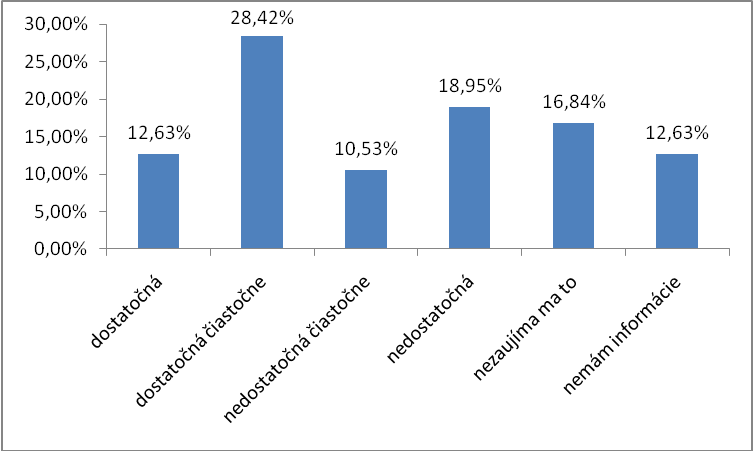 30,00%
25,00%
20,00%
15,00%
10,00%
5,00%
0,00%
12,63%
28,42%
10,53%
18,95%
16,84%
12,63%
dostatočná
dostatočná čiastočne
nedostatočná čiastočne
nedostatočná
nezaujíma ma to
nemám informácie